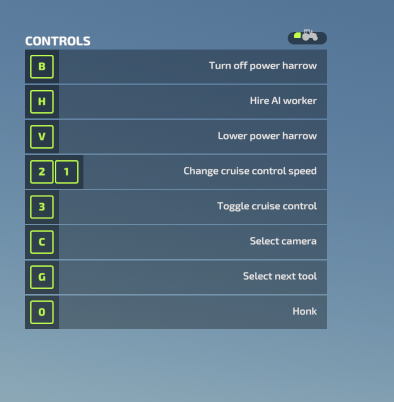 CONTROLS
B Turn off power harrow
H Hire AI worker
V Lower power harrow
2 1 Change cruise control speed
3 Toggle cruise control
C Select camera
G Select next tool
0 Honk